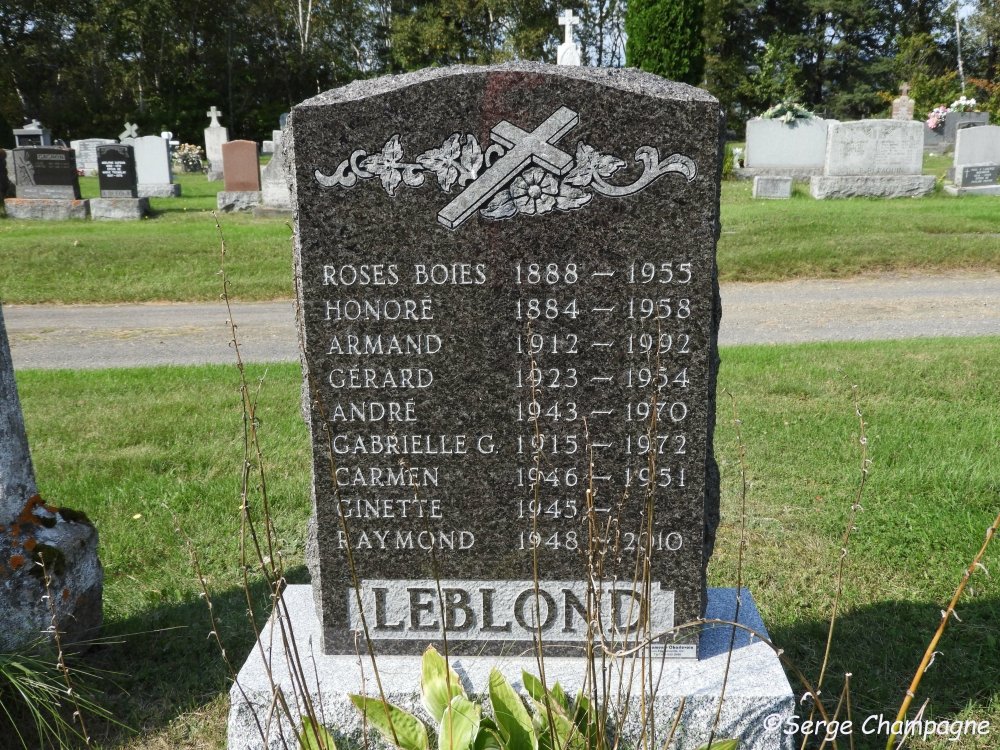 ROSES BOIES 1888 – 1955
HONORÉ 1884 – 1958
ARMAND 1912 – 1992
GÉRARD 1923 – 1954
ANDRÉ 1943 – 1970
GABRIELLE G. 1915 – 1972
CARMEN 1946 – 1951
GINETTE 1945 –
RAYMOND 1948 – 2010
LEBLOND
©Serge Champagne